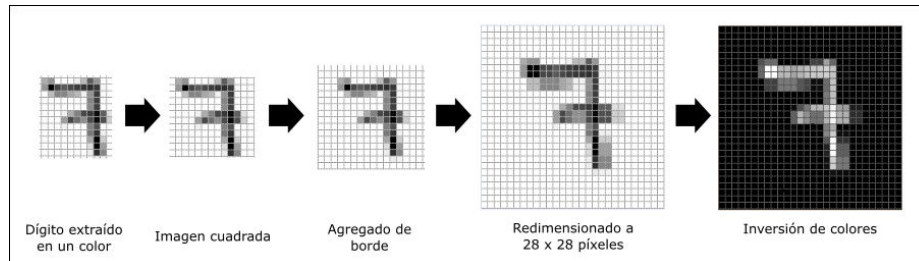 Dígito extraído
en un color
Imagen cuadrada
Agregado de
borde
Redimensionado a
28 x 28 píxeles
Inversión de colores